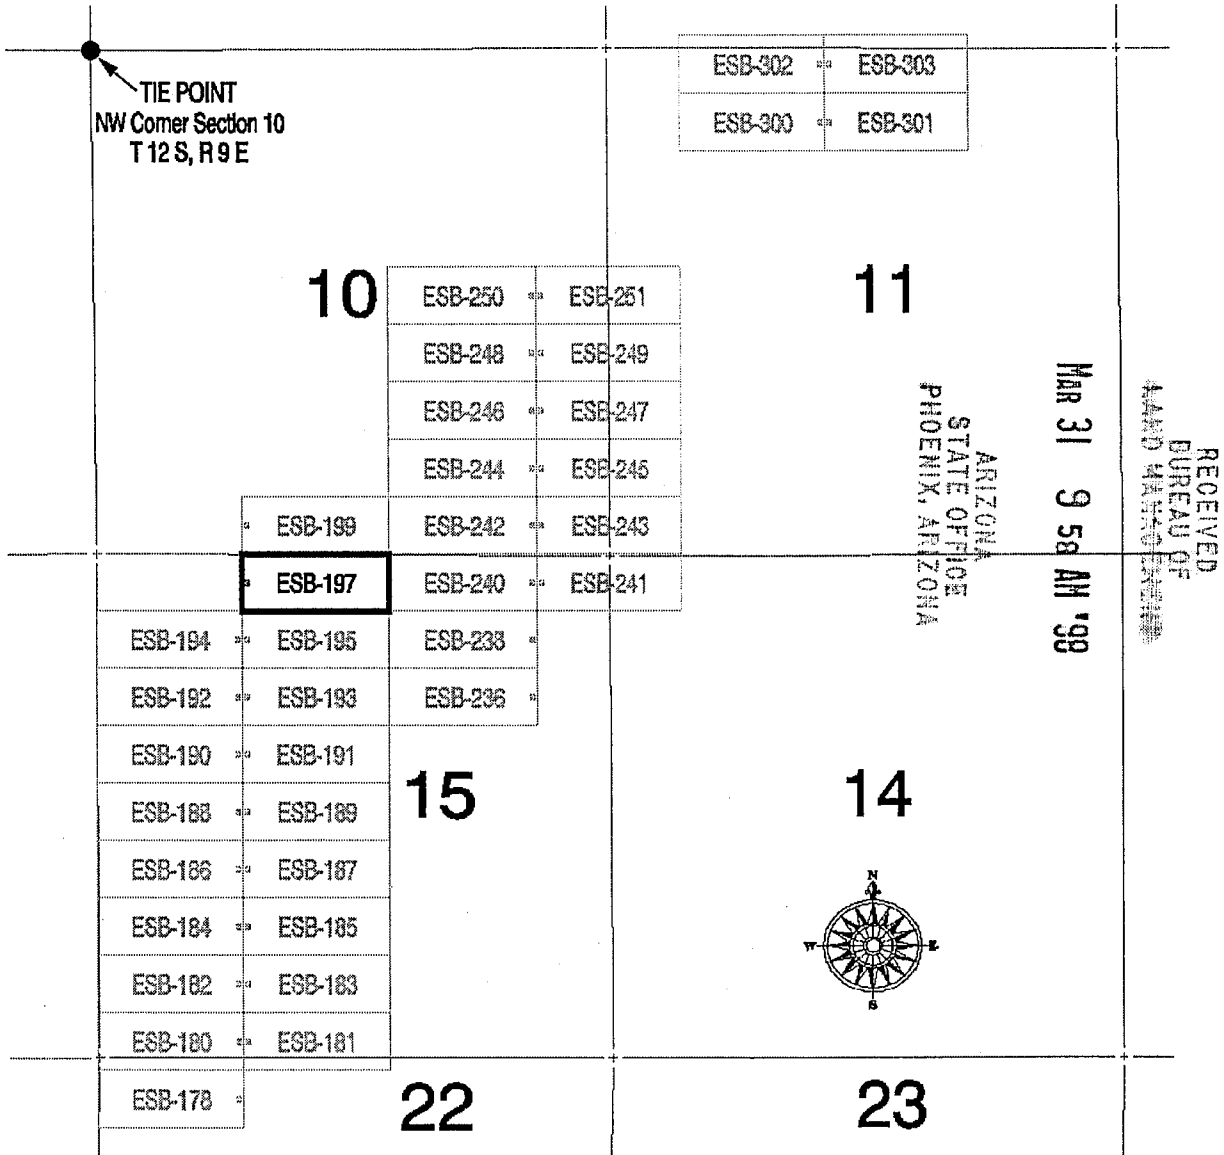 TIE POINT
NW Corner Section 10
T 12 S, R 9 E
ESB-302 ESB-303
ESB-300 ESB-301
10
11
ESB-250 ESB-251
ESB-248 ESB-249
ESB-246 ESB-247
ESB-244 ESB-245
ESB-199 ESB-242 ESB-243
ESB-197 ESB-240 ESB-241
ESB-194 ESB-195 ESB-238
ESB-192 ESB-193 ESB-236
ESB-190 ESB-191
ESB-188 ESB-189
ESB-186 ESB-187
ESB-184 ESB-185
ESB-182 ESB-183
ESB-180 ESB-181
ESB-178
15
14
22
23
N
W E
S
RECEIVED
BUREAU OF
LAND MANAGEMENT
MAR 31 9 58 AM '99
ARIZONA
STATE OFFICE
PHOENIX, ARIZONA